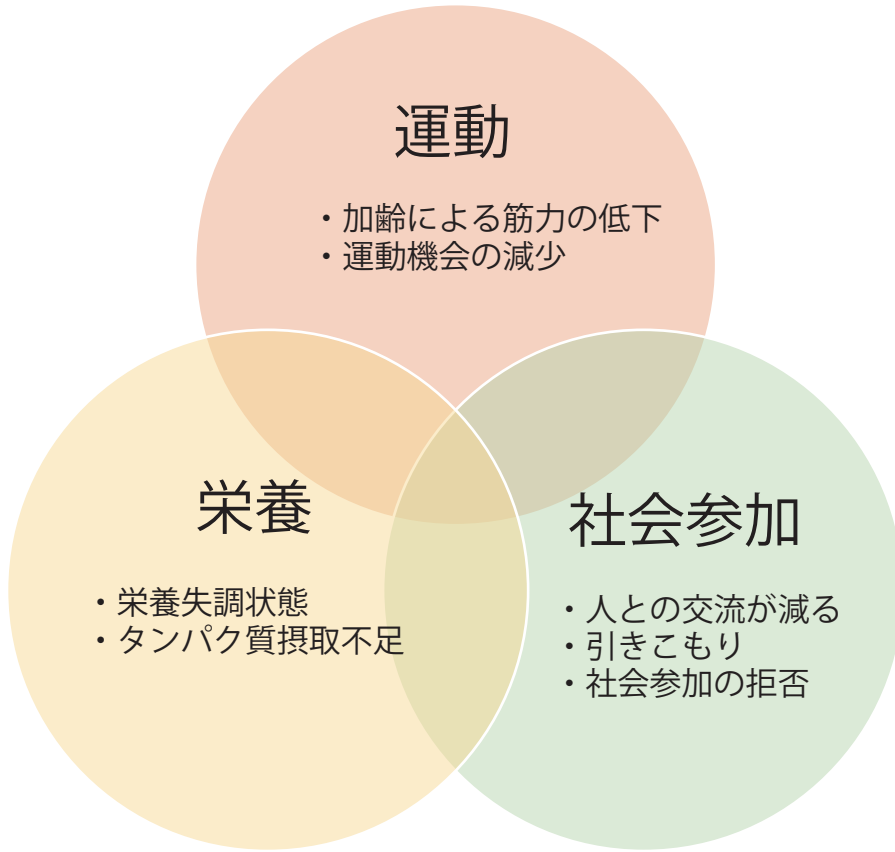 運動
・加齢による筋力の低下
・運動機会の減少
栄養
・栄養失調状態
・タンパク質摂取不足
社会参加
・人との交流が減る
・引きこもり
・社会参加の拒否